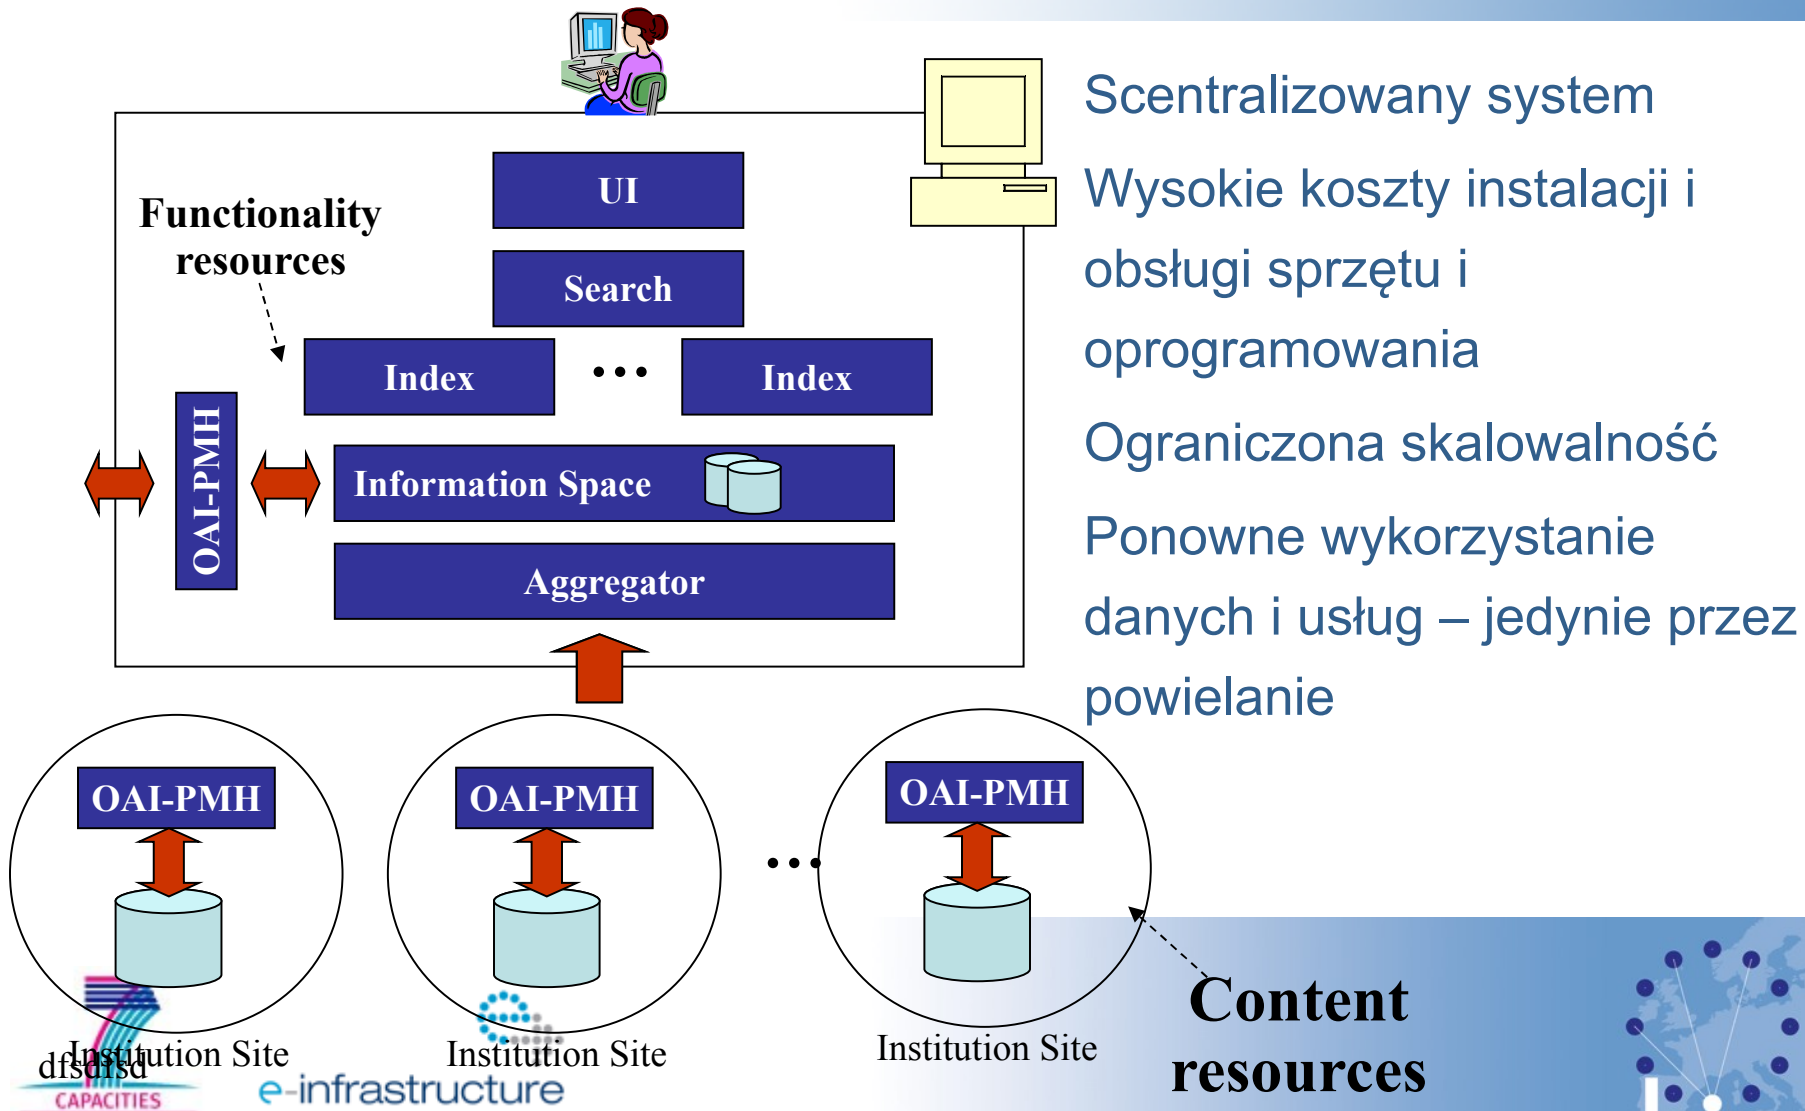 UI
Functionality
resources
Search
Index
...
Index
OAI-PMH
Information Space
Aggregator
Scentralizowany system
Wysokie koszty instalacji i
obsługi sprzętu i
oprogramowania
Ograniczona skalowalność
Ponowne wykorzystanie
danych i usług – jedynie przez
powielanie
OAI-PMH
OAI-PMH
...
OAI-PMH
Institution Site
Institution Site
Institution Site
Content
resources
dfsdfsd
CAPACITIES
e-infrastructure